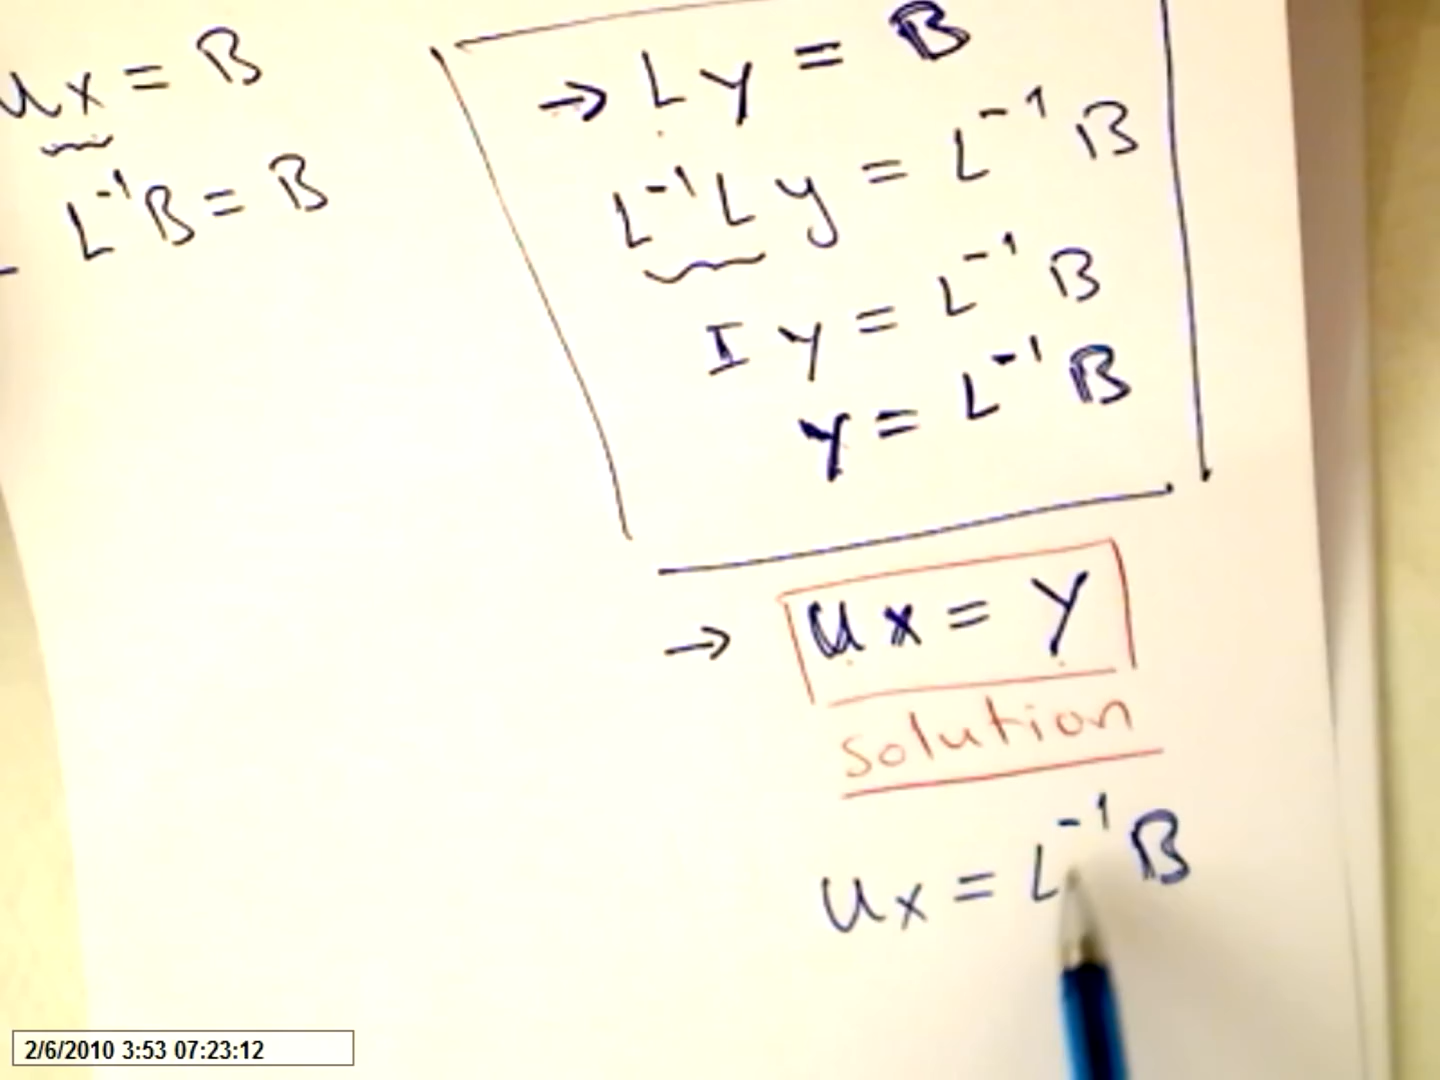 Ux = B
L⁻¹B = B
→ Ly = B
L⁻¹Ly = L⁻¹B
Iy = L⁻¹B
y = L⁻¹B
→ Ux = Y
solution
Ux = L⁻¹B
2/6/2010 3:53 07:23:12